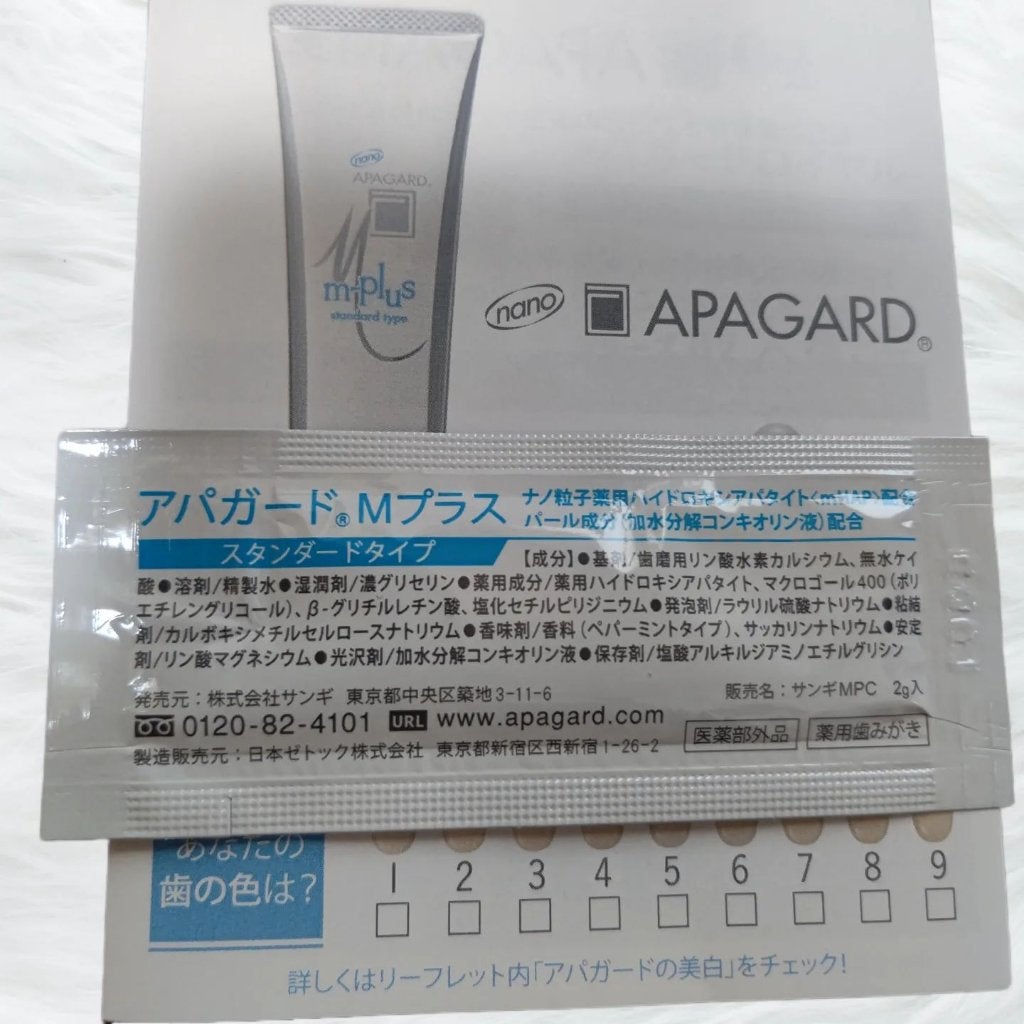 nano
APAGARD
M
m-plus
standard type
nano APAGARD®
アパガード® Mプラス
ナノ粒子薬用ハイドロキシアパタイト〈mHAP〉配合
パール成分(加水分解コンキオリン液)配合
スタンダードタイプ
【成分】●基剤/歯磨用リン酸水素カルシウム、無水ケイ
酸●溶剤/精製水●湿潤剤/濃グリセリン●薬用成分/薬用ハイドロキシアパタイト、マクロゴール400(ポリ
エチレングリコール)、β-グリチルレチン酸、塩化セチルピリジニウム●発泡剤/ラウリル硫酸ナトリウム●粘結
剤/カルボキシメチルセルロースナトリウム●香味剤/香料(ペパーミントタイプ)、サッカリンナトリウム●安定
剤/リン酸マグネシウム●光沢剤/加水分解コンキオリン液●保存剤/塩酸アルキルジアミノエチルグリシン
発売元:株式会社サンギ 東京都中央区築地3-11-6
販売名:サンギMPC 2g入
0120-82-4101 URL www.apagard.com
医薬部外品 薬用歯みがき
製造販売元:日本ゼトック株式会社 東京都新宿区西新宿1-26-2
あなたの
歯の色は?
1 2 3 4 5 6 7 8 9
詳しくはリーフレット内「アパガードの美白」をチェック!